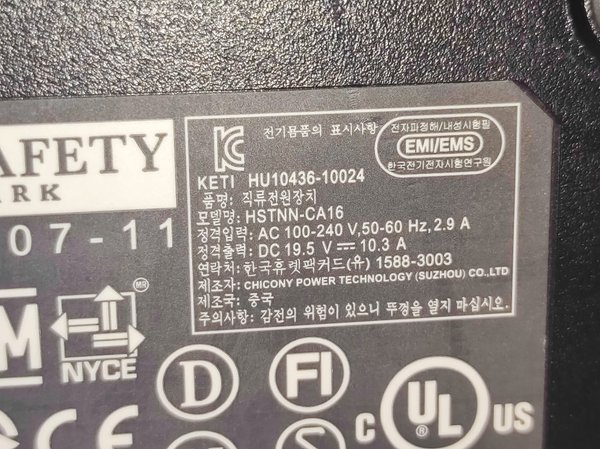 AFETY
ARK
07-11
전기용품의 표시사항
전자파장해/내성시험필
EMI/EMS
한국전기전자시험연구원
KETI HU10436-10024
품명: 직류전원장치
모델명: HSTNN-CA16
정격입력: AC 100-240 V,50-60 Hz, 2.9 A
정격출력: DC 19.5 V ⎓ 10.3 A
연락처: 한국휴렛팩커드(유) 1588-3003
제조자: CHICONY POWER TECHNOLOGY (SUZHOU) CO.,LTD
제조국: 중국
주의사항: 감전의 위험이 있으니 뚜껑을 열지 마십시오.
M
MR
NYCE
D
FI
C UL US
CE
S